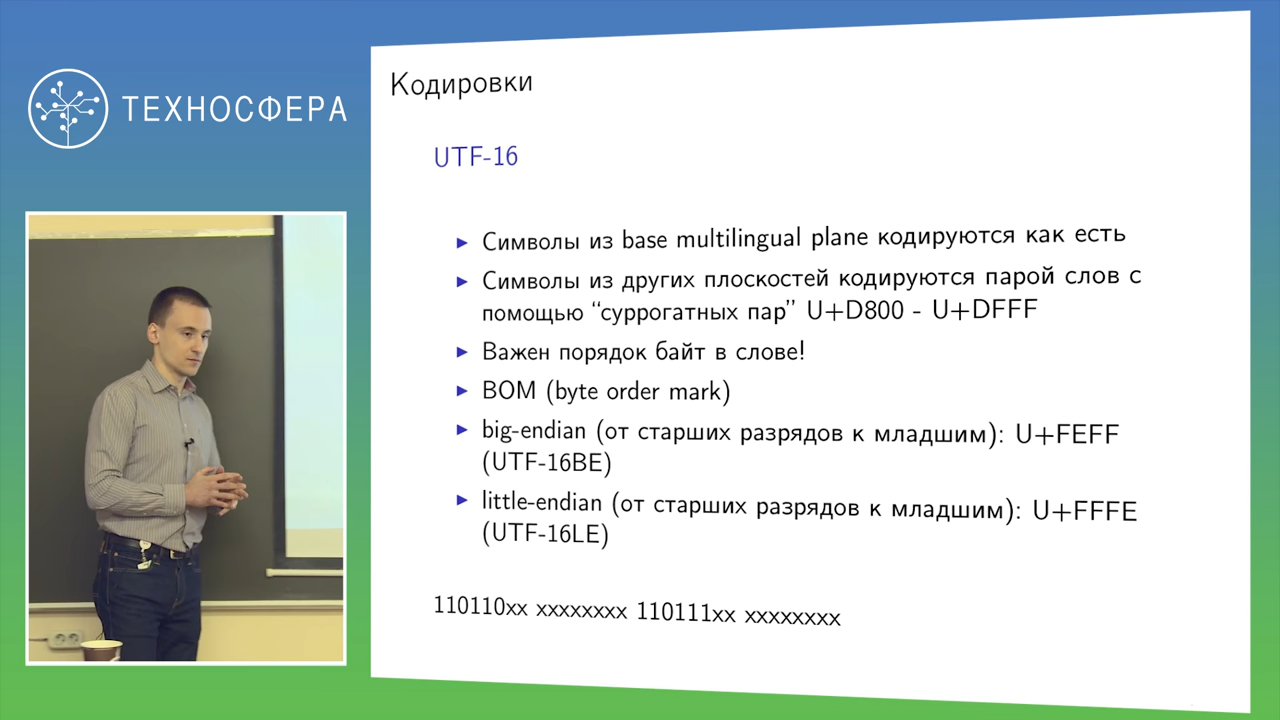 ТЕХНОСФЕРА
Кодировки
UTF-16
Символы из base multilingual plane кодируются как есть
Символы из других плоскостей кодируются парой слов с
помощью “суррогатных пар” U+D800 - U+DFFF
Важен порядок байт в слове!
BOM (byte order mark)
big-endian (от старших разрядов к младшим): U+FEFF
(UTF-16BE)
little-endian (от старших разрядов к младшим): U+FFFE
(UTF-16LE)
110110xx xxxxxxxx 110111xx xxxxxxxx